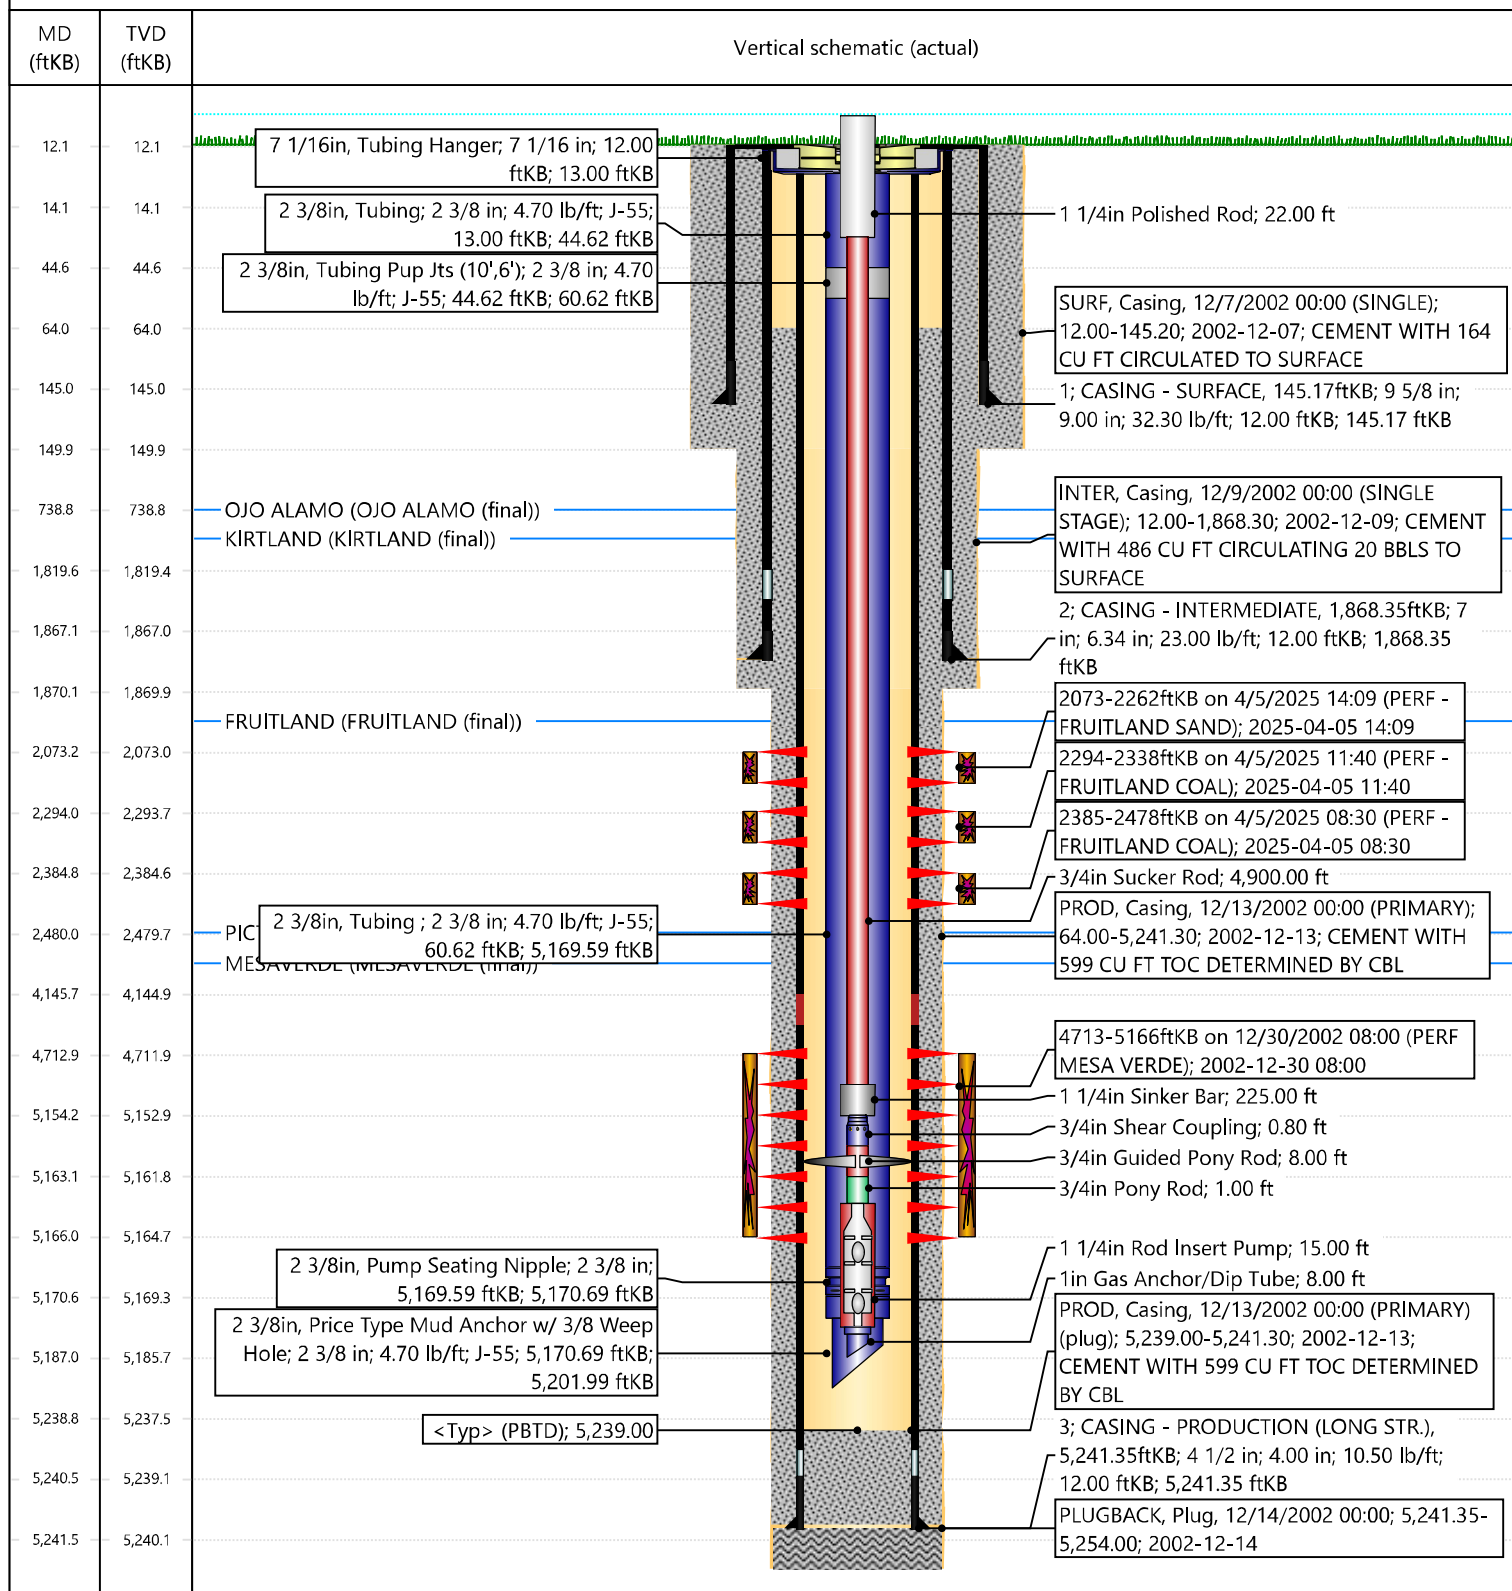 MD
(ftKB)
TVD
(ftKB)
Vertical schematic (actual)
12.1
12.1
14.1
14.1
44.6
44.6
64.0
64.0
145.0
145.0
149.9
149.9
738.8
738.8
1,819.6
1,819.4
1,867.1
1,867.0
1,870.1
1,869.9
2,073.2
2,073.0
2,294.0
2,293.7
2,384.8
2,384.6
2,480.0
2,479.7
4,145.7
4,144.9
4,712.9
4,711.9
5,154.2
5,152.9
5,163.1
5,161.8
5,166.0
5,164.7
5,170.6
5,169.3
5,187.0
5,185.7
5,238.8
5,237.5
5,240.5
5,239.1
5,241.5
5,240.1
7 1/16in, Tubing Hanger; 7 1/16 in; 12.00
ftKB; 13.00 ftKB
2 3/8in, Tubing; 2 3/8 in; 4.70 lb/ft; J-55;
13.00 ftKB; 44.62 ftKB
2 3/8in, Tubing Pup Jts (10',6'); 2 3/8 in; 4.70
lb/ft; J-55; 44.62 ftKB; 60.62 ftKB
OJO ALAMO (OJO ALAMO (final))
KIRTLAND (KIRTLAND (final))
FRUITLAND (FRUITLAND (final))
PIC
2 3/8in, Tubing ; 2 3/8 in; 4.70 lb/ft; J-55;
60.62 ftKB; 5,169.59 ftKB
MESAVERDE (MESAVERDE (final))
2 3/8in, Pump Seating Nipple; 2 3/8 in;
5,169.59 ftKB; 5,170.69 ftKB
2 3/8in, Price Type Mud Anchor w/ 3/8 Weep
Hole; 2 3/8 in; 4.70 lb/ft; J-55; 5,170.69 ftKB;
5,201.99 ftKB
<Typ> (PBTD); 5,239.00
1 1/4in Polished Rod; 22.00 ft
SURF, Casing, 12/7/2002 00:00 (SINGLE);
12.00-145.20; 2002-12-07; CEMENT WITH 164
CU FT CIRCULATED TO SURFACE
1; CASING - SURFACE, 145.17ftKB; 9 5/8 in;
9.00 in; 32.30 lb/ft; 12.00 ftKB; 145.17 ftKB
INTER, Casing, 12/9/2002 00:00 (SINGLE
STAGE); 12.00-1,868.30; 2002-12-09; CEMENT
WITH 486 CU FT CIRCULATING 20 BBLS TO
SURFACE
2; CASING - INTERMEDIATE, 1,868.35ftKB; 7
in; 6.34 in; 23.00 lb/ft; 12.00 ftKB; 1,868.35
ftKB
2073-2262ftKB on 4/5/2025 14:09 (PERF -
FRUITLAND SAND); 2025-04-05 14:09
2294-2338ftKB on 4/5/2025 11:40 (PERF -
FRUITLAND COAL); 2025-04-05 11:40
2385-2478ftKB on 4/5/2025 08:30 (PERF -
FRUITLAND COAL); 2025-04-05 08:30
3/4in Sucker Rod; 4,900.00 ft
PROD, Casing, 12/13/2002 00:00 (PRIMARY);
64.00-5,241.30; 2002-12-13; CEMENT WITH
599 CU FT TOC DETERMINED BY CBL
4713-5166ftKB on 12/30/2002 08:00 (PERF
MESA VERDE); 2002-12-30 08:00
1 1/4in Sinker Bar; 225.00 ft
3/4in Shear Coupling; 0.80 ft
3/4in Guided Pony Rod; 8.00 ft
3/4in Pony Rod; 1.00 ft
1 1/4in Rod Insert Pump; 15.00 ft
1in Gas Anchor/Dip Tube; 8.00 ft
PROD, Casing, 12/13/2002 00:00 (PRIMARY)
(plug); 5,239.00-5,241.30; 2002-12-13;
CEMENT WITH 599 CU FT TOC DETERMINED
BY CBL
3; CASING - PRODUCTION (LONG STR.),
5,241.35ftKB; 4 1/2 in; 4.00 in; 10.50 lb/ft;
12.00 ftKB; 5,241.35 ftKB
PLUGBACK, Plug, 12/14/2002 00:00; 5,241.35-
5,254.00; 2002-12-14